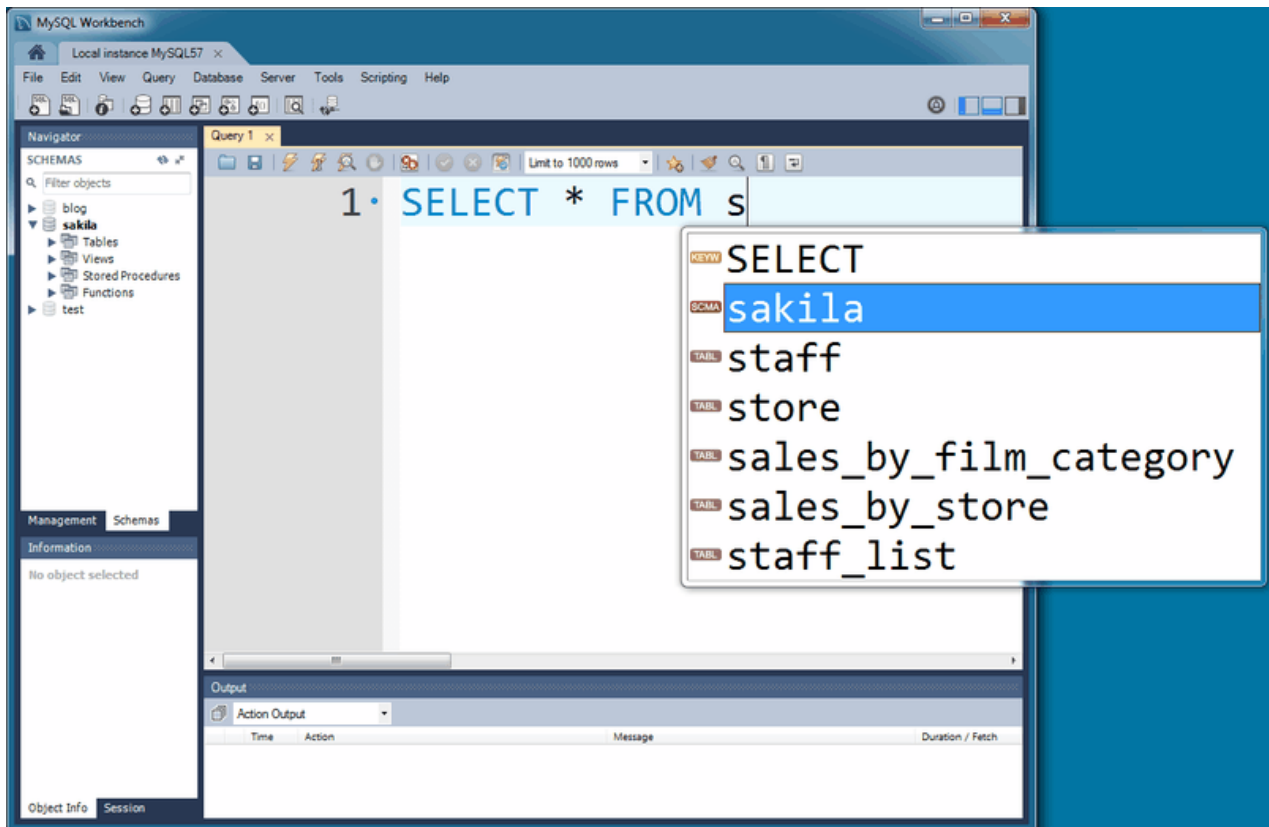 MySQL Workbench
Local instance MySQL57
File Edit View Query Database Server Tools Scripting Help
Navigator
SCHEMAS
Filter objects
blog
sakila
Tables
Views
Stored Procedures
Functions
test
Management Schemas
Information
No object selected
Object Info Session
Query 1
Limit to 1000 rows
1 SELECT * FROM s
KEYW SELECT
SCMA sakila
TABL staff
TABL store
TABL sales_by_film_category
TABL sales_by_store
TABL staff_list
Output
Action Output
Time Action Message Duration / Fetch